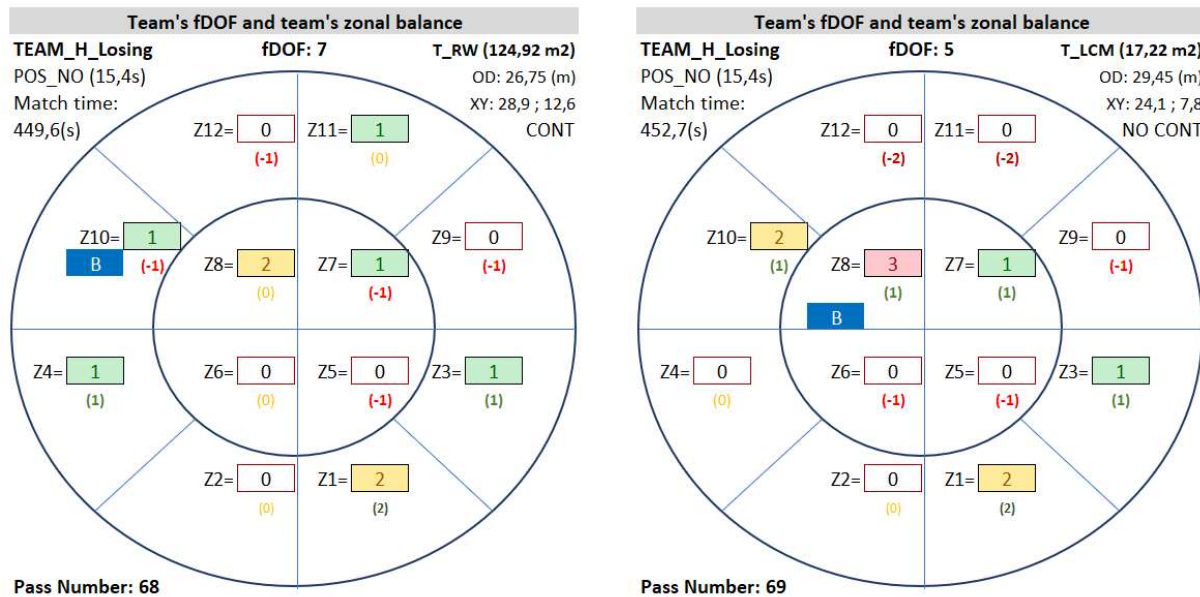 Team's fDOF and team's zonal balance
TEAM_H_Losing fDOF: 7 T_RW (124,92 m2)
POS_NO (15,4s) OD: 26,75 (m)
Match time: XY: 28,9 ; 12,6
449,6(s) Z12= 0 Z11= 1 CONT
(-1) (0)
Z10= 1 Z9= 0
B (-1) Z8= 2 Z7= 1 (-1)
(0) (-1)
Z4= 1 Z6= 0 Z5= 0 Z3= 1
(1) (0) (-1) (1)
Z2= 0 Z1= 2
(0) (2)
Pass Number: 68
Team's fDOF and team's zonal balance
TEAM_H_Losing fDOF: 5 T_LCM (17,22 m2)
POS_NO (15,4s) OD: 29,45 (m)
Match time: XY: 24,1 ; 7,8
452,7(s) Z12= 0 Z11= 0 NO CONT
(-2) (-2)
Z10= 2 Z9= 0
(1) Z8= 3 Z7= 1 (-1)
(1) (1)
B
Z4= 0 Z6= 0 Z5= 0 Z3= 1
(0) (-1) (-1) (1)
Z2= 0 Z1= 2
(0) (2)
Pass Number: 69